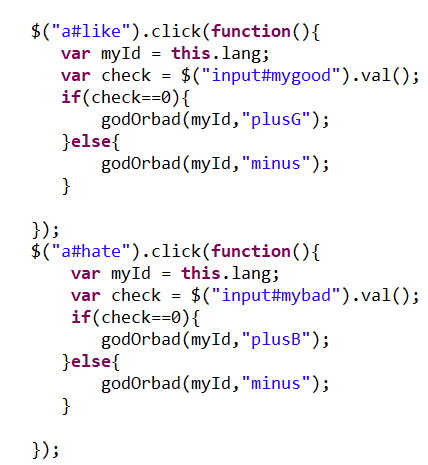 $("a#like").click(function(){
var myId = this.lang;
var check = $("input#mygood").val();
if(check==0){
godOrbad(myId,"plusG");
}else{
godOrbad(myId,"minus");
}
});
$("a#hate").click(function(){
var myId = this.lang;
var check = $("input#mybad").val();
if(check==0){
godOrbad(myId,"plusB");
}else{
godOrbad(myId,"minus");
}
});